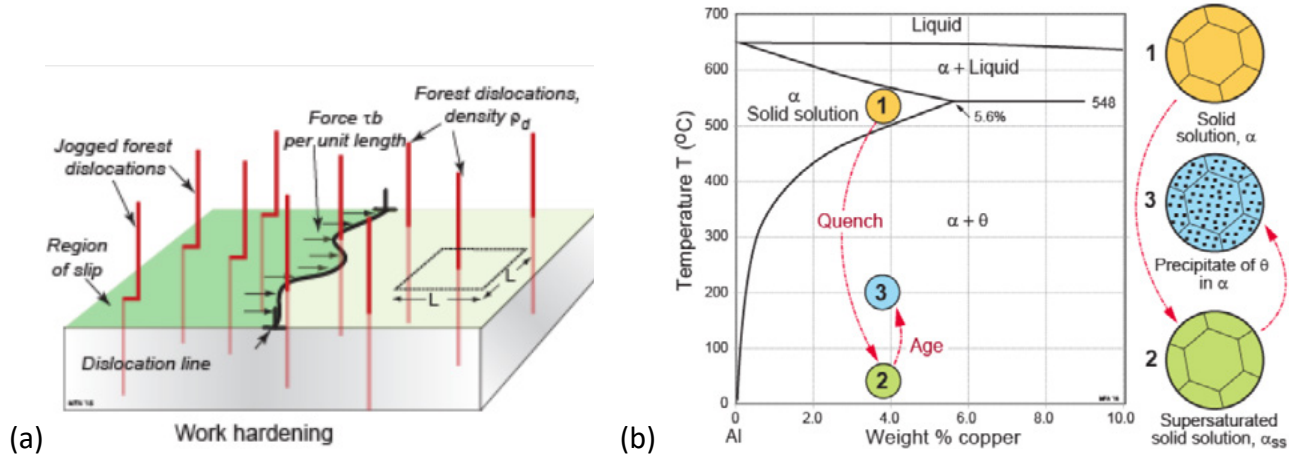 Forest dislocations,
density ρd
Force τb
per unit length
Jogged forest
dislocations
Region
of slip
L
L
Dislocation line
(a)
Work hardening
(b)
700
600
500
400
300
200
100
0
Temperature T (°C)
Liquid
α + Liquid
α
Solid solution
1
548
5.6%
Quench
α + θ
3
Age
2
0
2.0
4.0
6.0
8.0
10.0
Al
Weight % copper
1
Solid
solution, α
3
Precipitate of θ
in α
2
Supersaturated
solid solution, αss